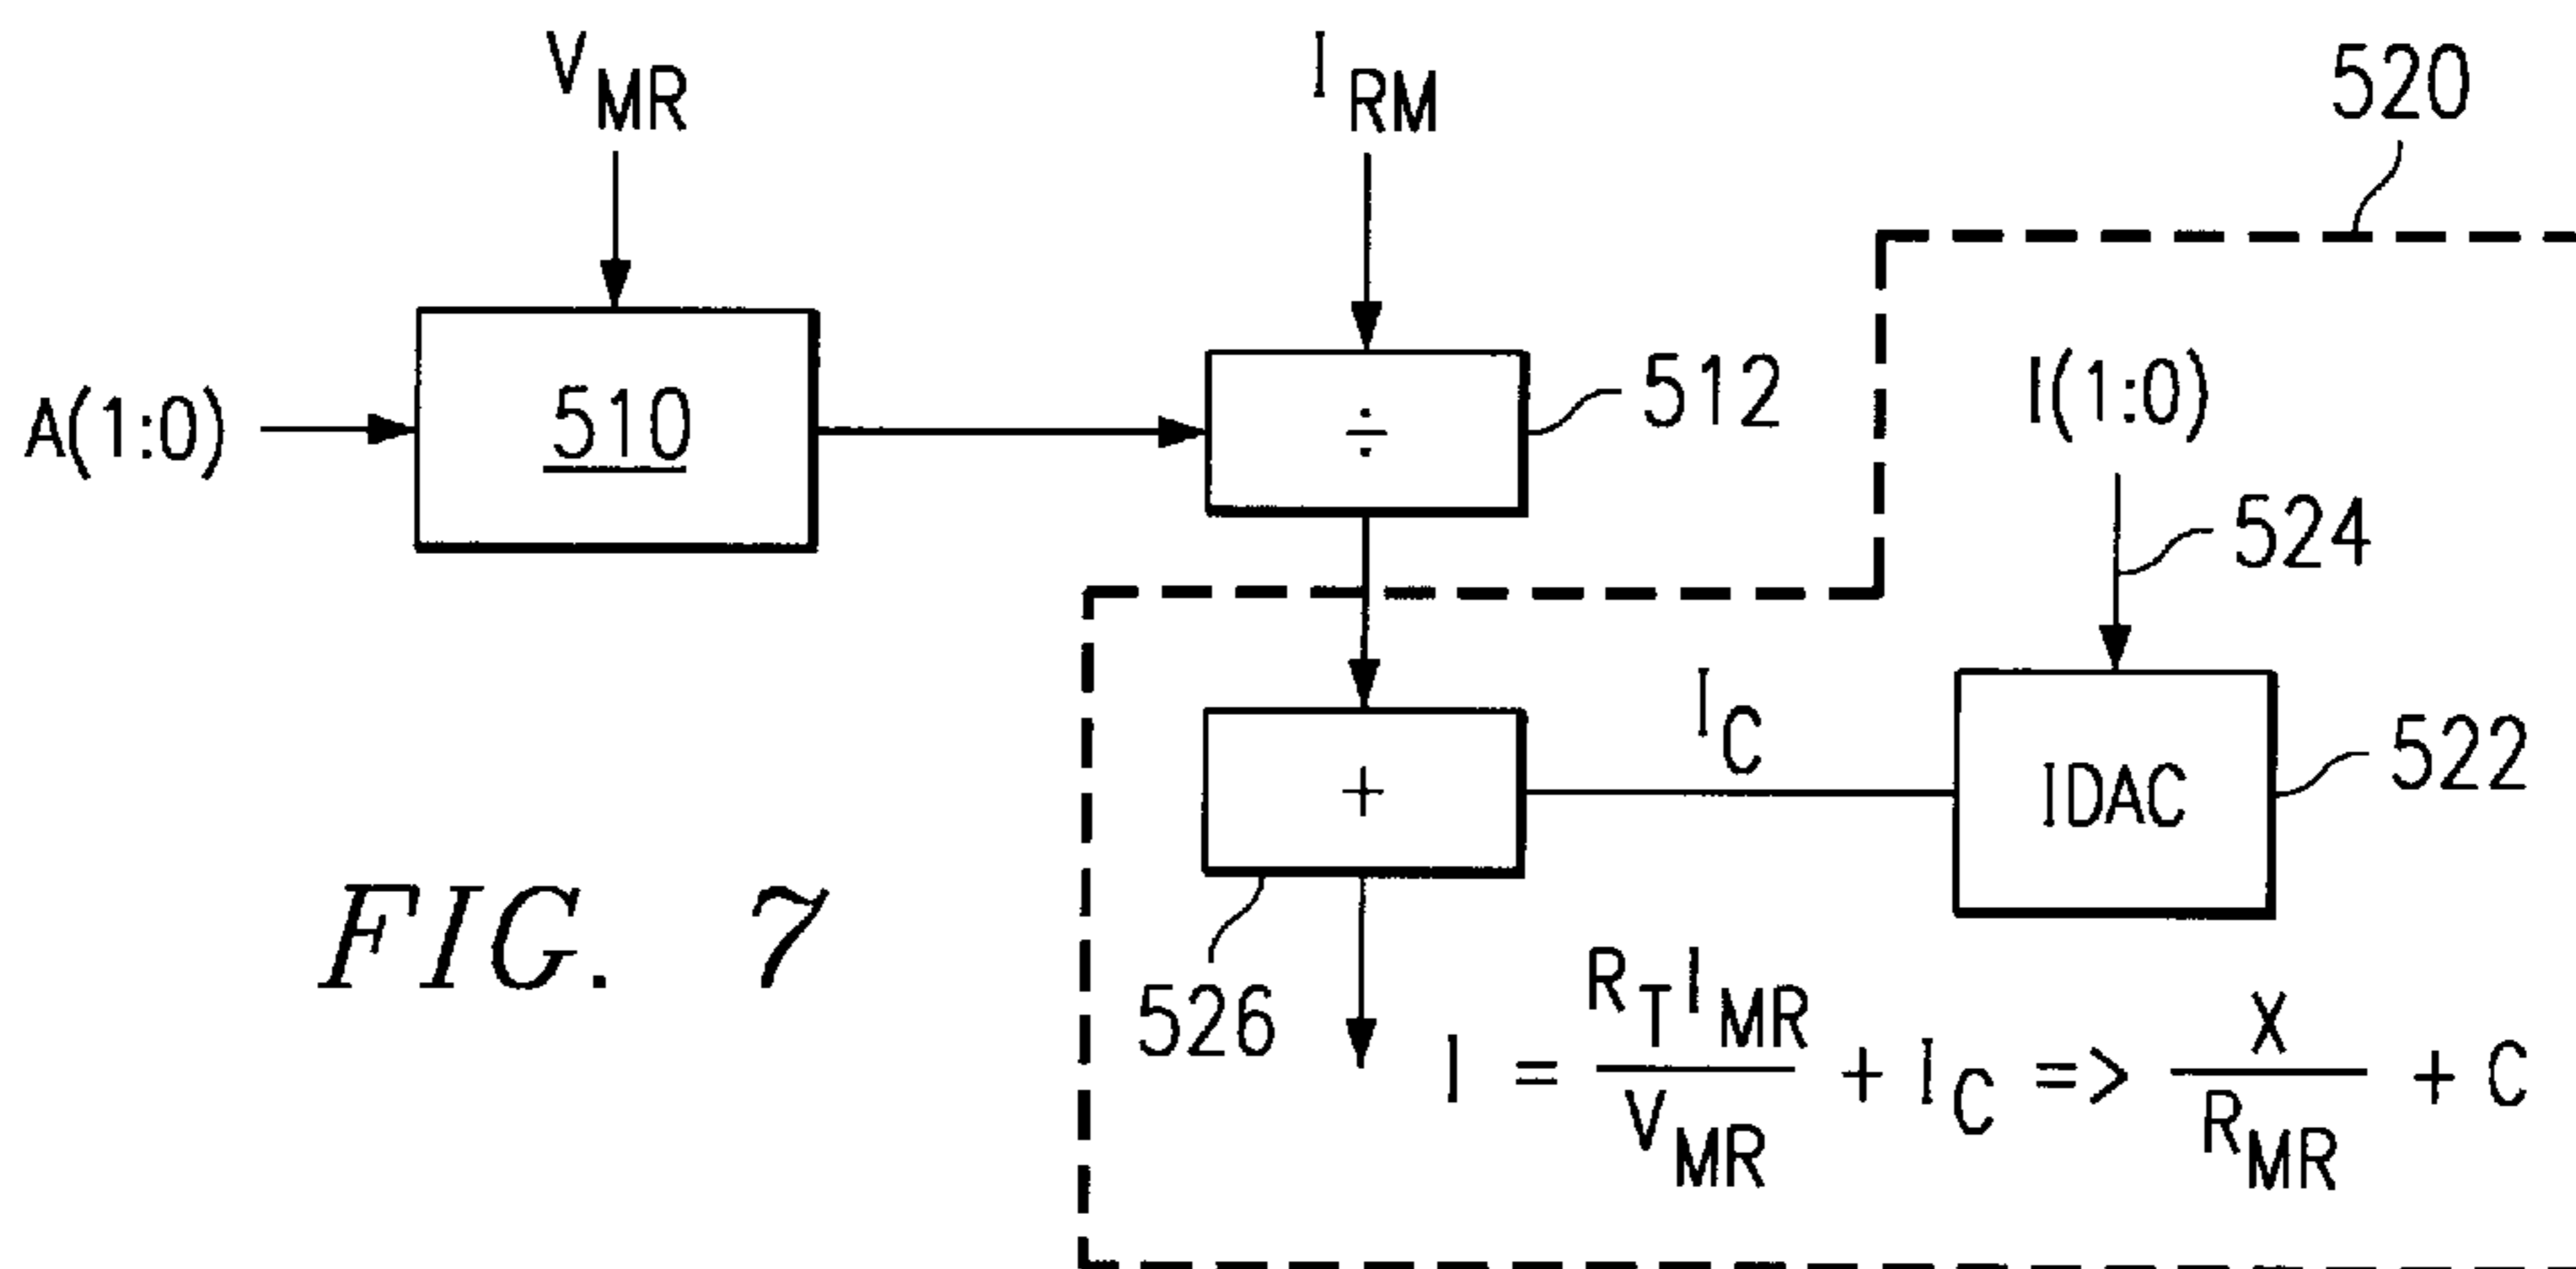 V_MR
I_RM
520
A(1:0)
510
÷
512
I(1:0)
524
I_C
+
IDAC
522
526
I = R_T I_MR / V_MR + I_C => X / R_MR + C
FIG. 7